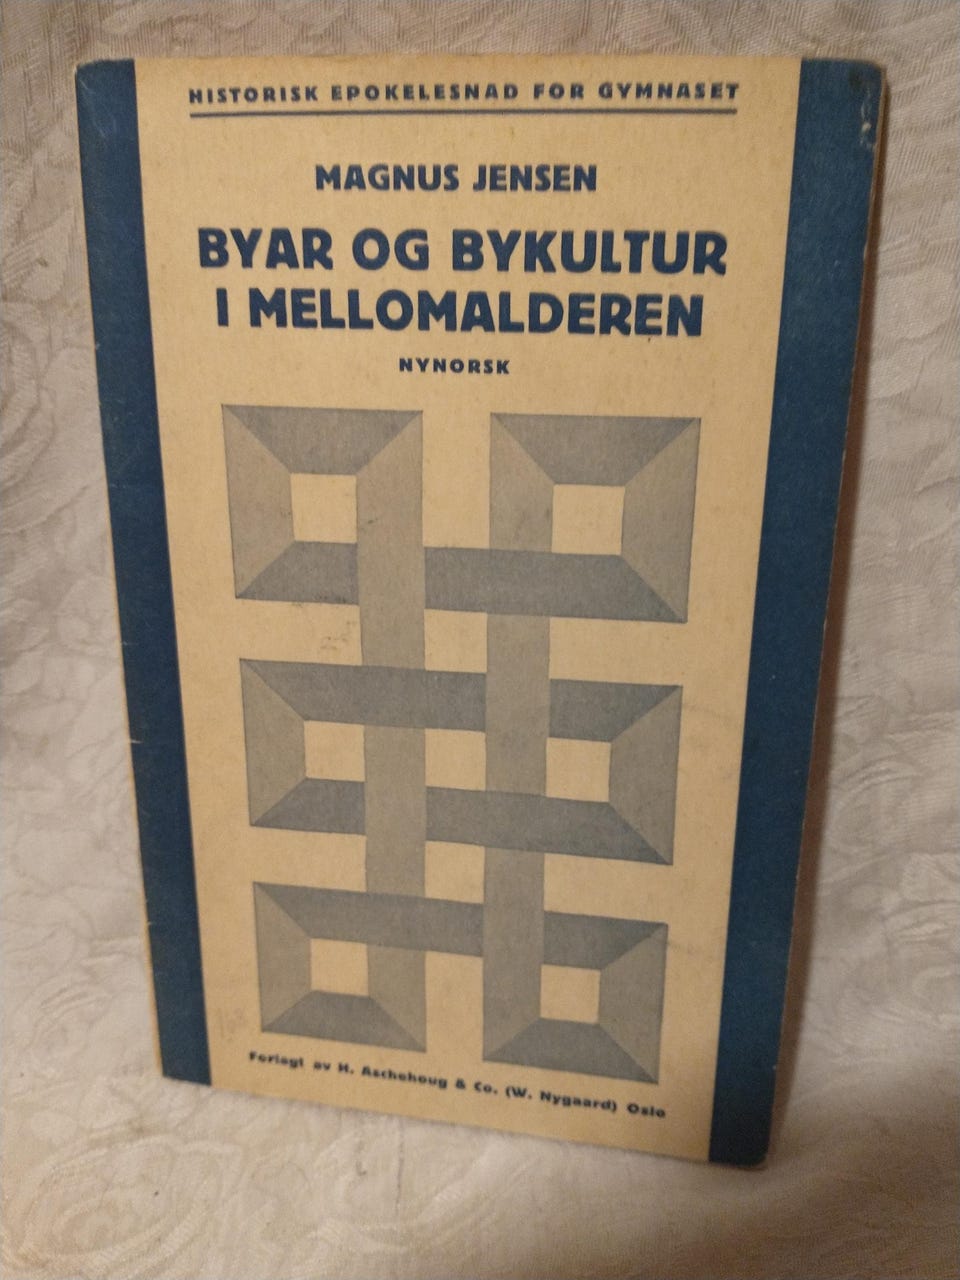 HISTORISK EPOKELESNAD FOR GYMNASET
MAGNUS JENSEN
BYAR OG BYKULTUR
I MELLOMALDEREN
NYNORSK
Forlagt av H. Aschehoug & Co. (W. Nygaard) Oslo